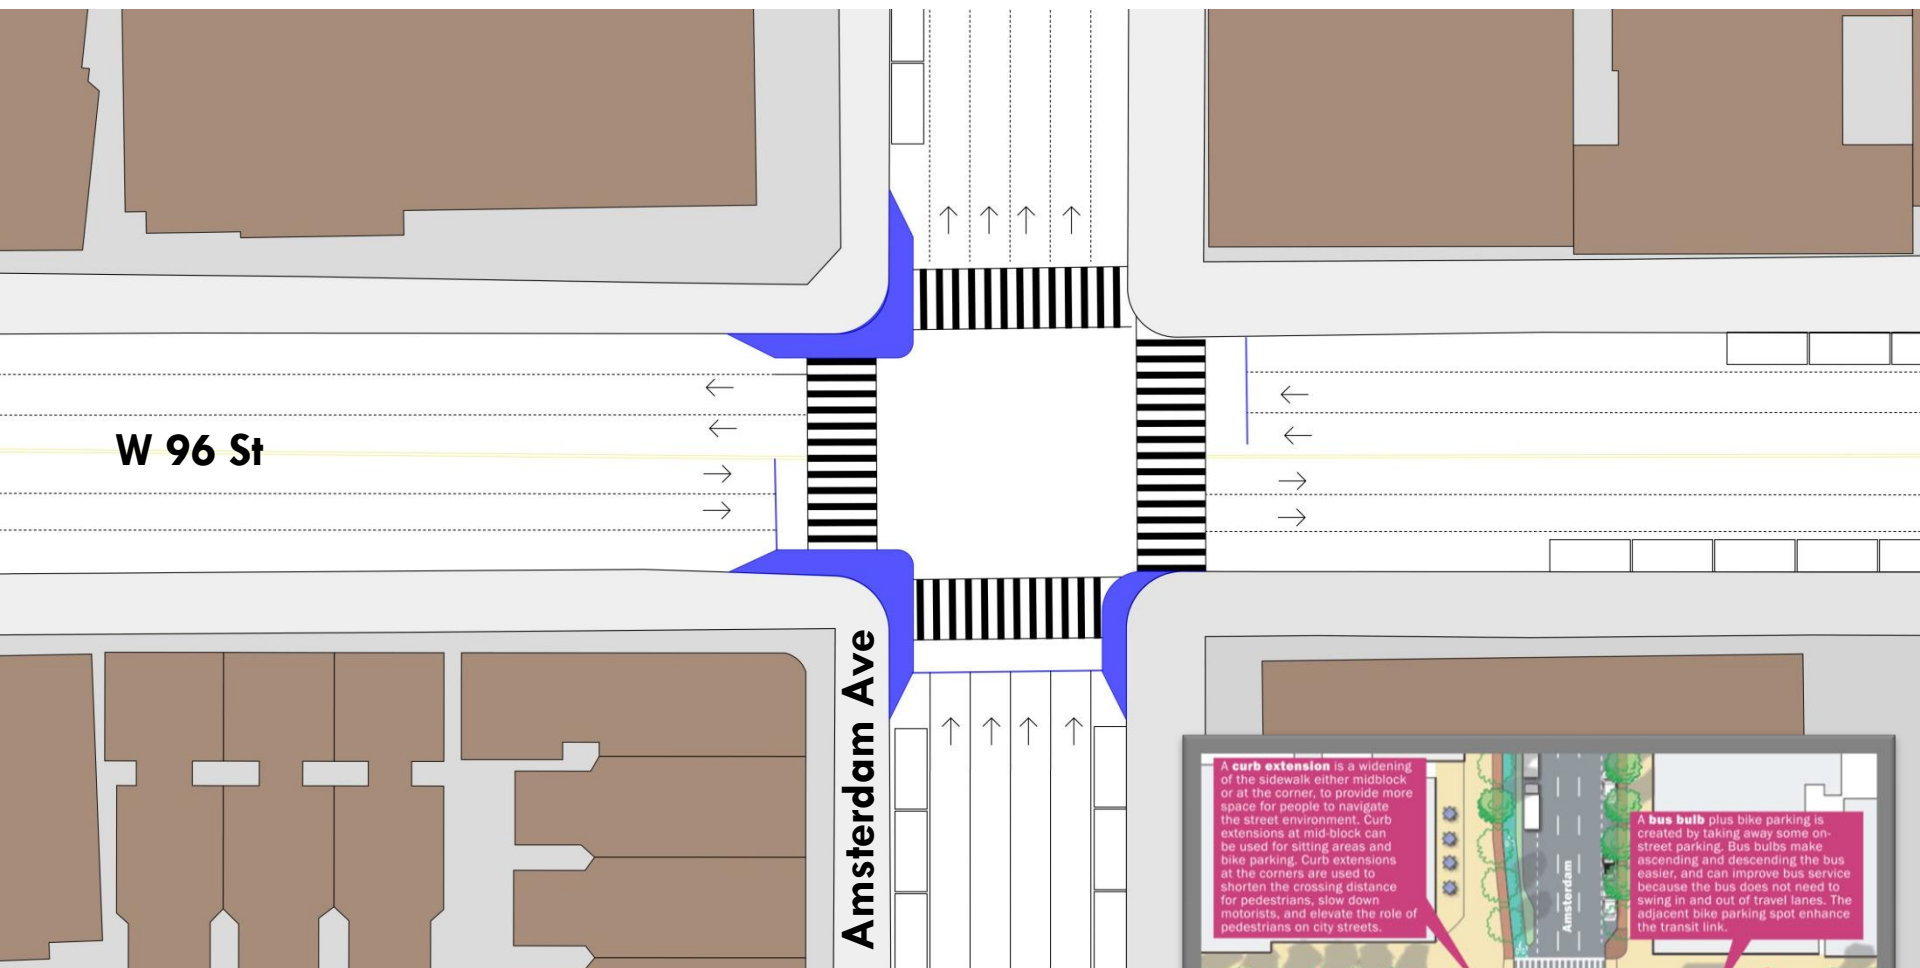 W 96 St
Amsterdam Ave
A curb extension is a widening
of the sidewalk either midblock
or at the corner, to provide more
space for people to navigate
the street environment. Curb
extensions at mid-block can
be used for sitting areas and
bike parking. Curb extensions
at the corners are used to
shorten the crossing distance
for pedestrians, slow down
motorists, and elevate the role of
pedestrians on city streets.
Amsterdam
A bus bulb plus bike parking is
created by taking away some on-
street parking. Bus bulbs make
ascending and descending the bus
easier, and can improve bus service
because the bus does not need to
swing in and out of travel lanes. The
adjacent bike parking spot enhance
the transit link.